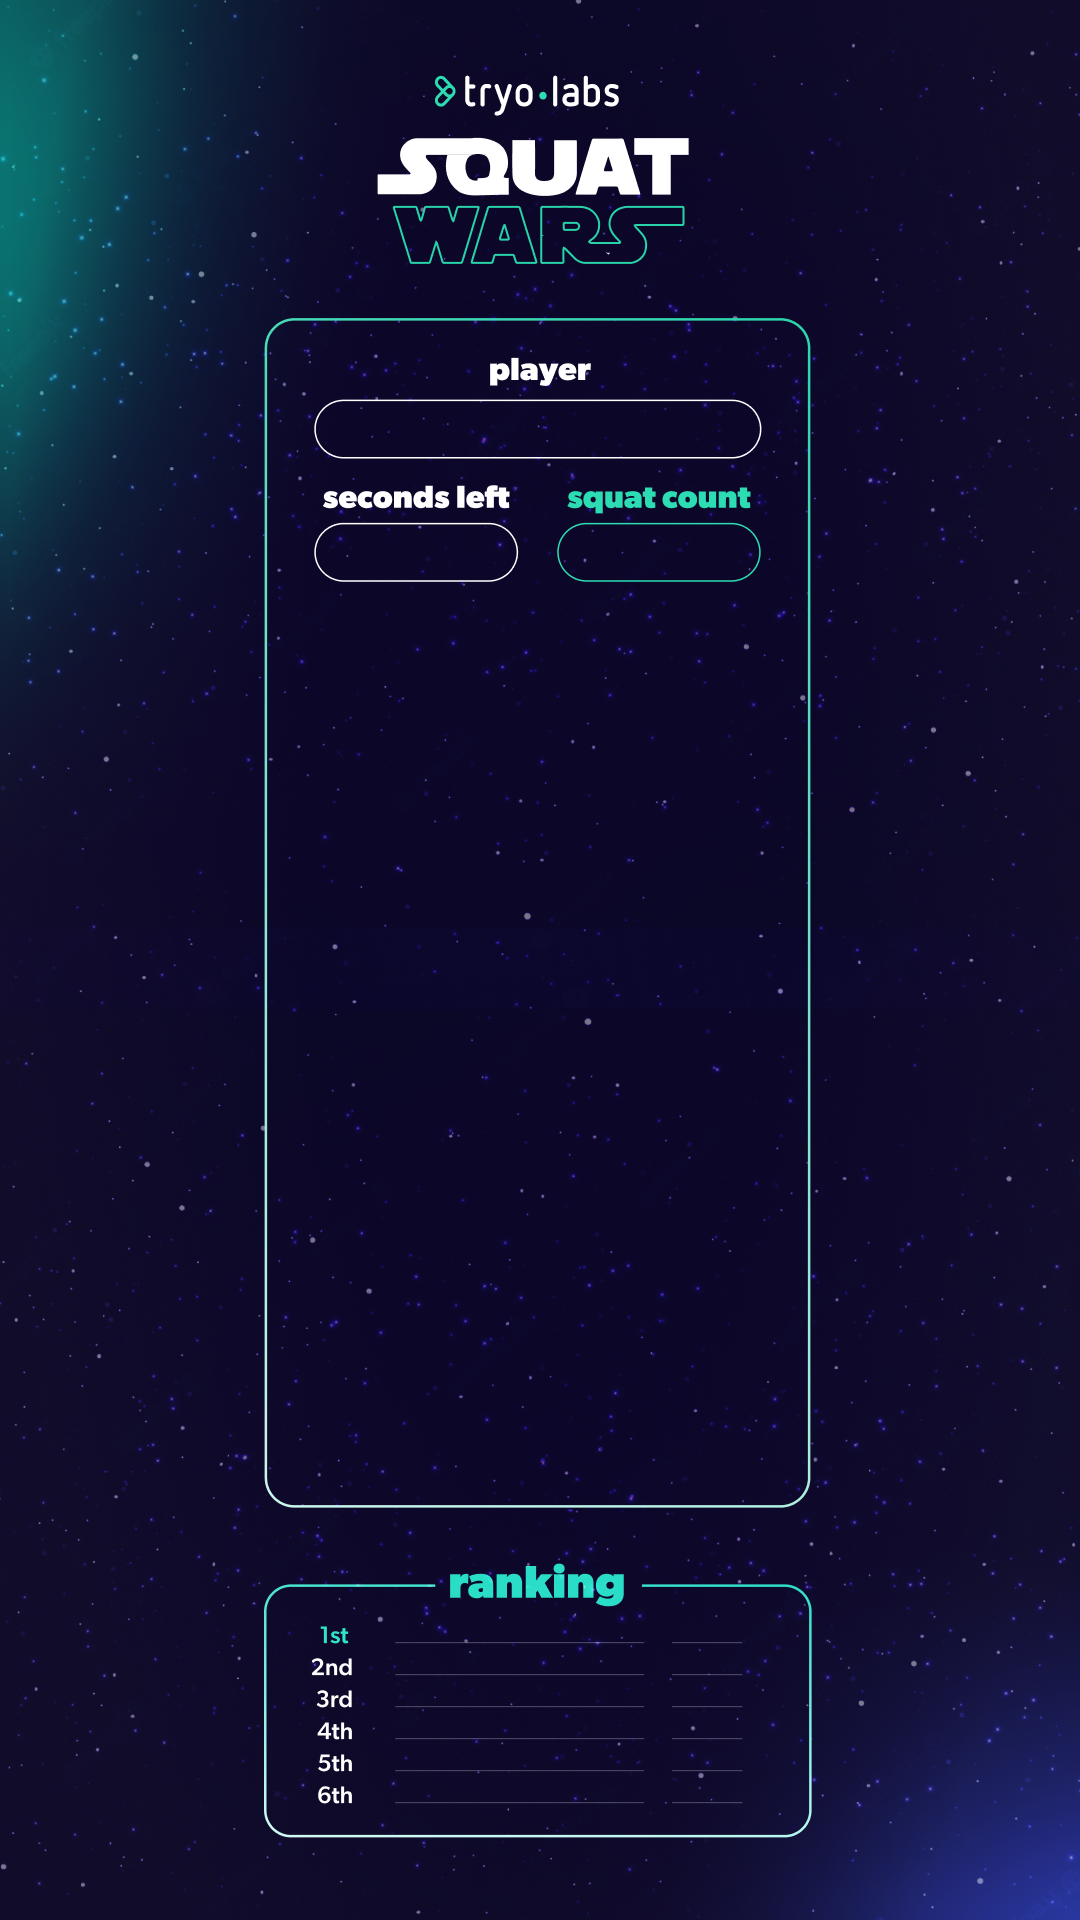 tryo·labs
SQUAT
WARS
player
seconds left squat count
ranking
1st
2nd
3rd
4th
5th
6th